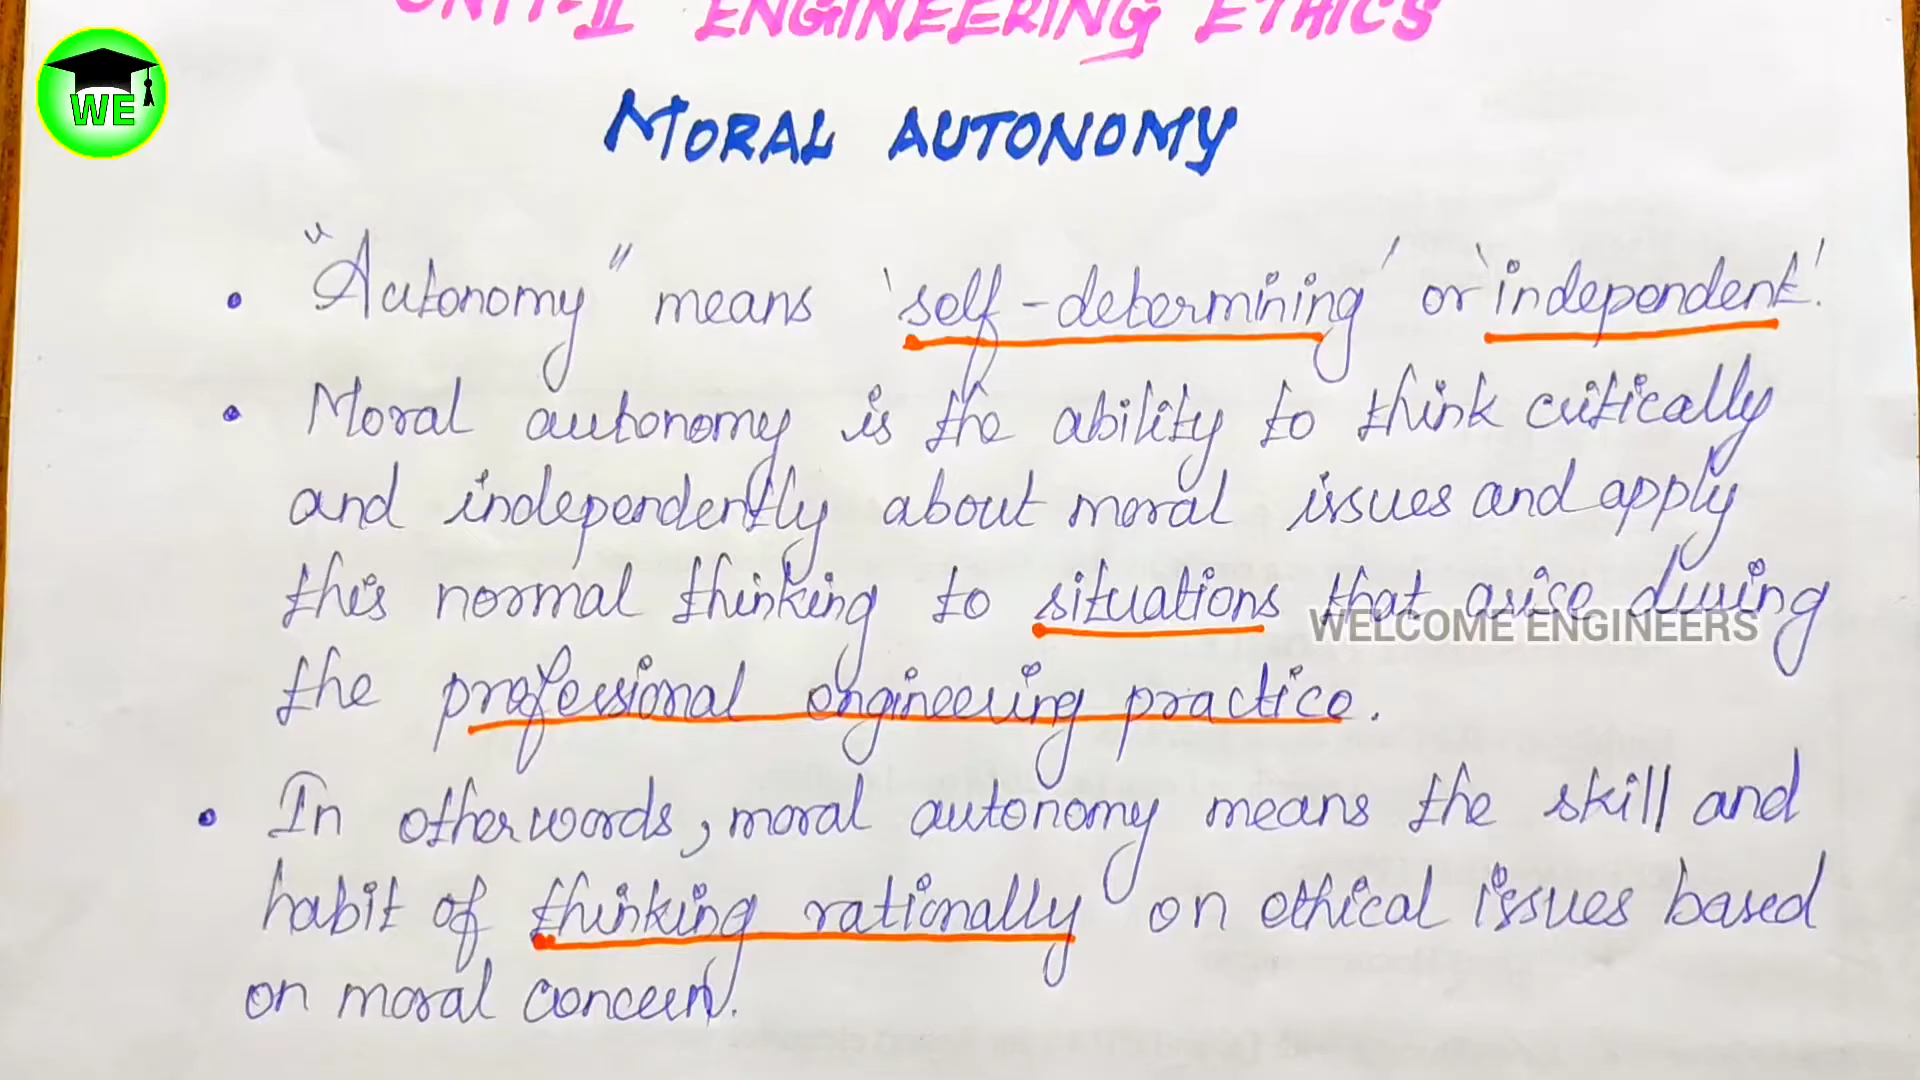 UNIT-II ENGINEERING ETHICS
WE
MORAL AUTONOMY
• "Autonomy" means 'self-determining' or 'independent'.
• Moral autonomy is the ability to think critically
and independently about moral issues and apply
this normal thinking to situations that arise during
WELCOME ENGINEERS
the professional engineering practice.
• In other words, moral autonomy means the skill and
habit of thinking rationally on ethical issues based
on moral concern.